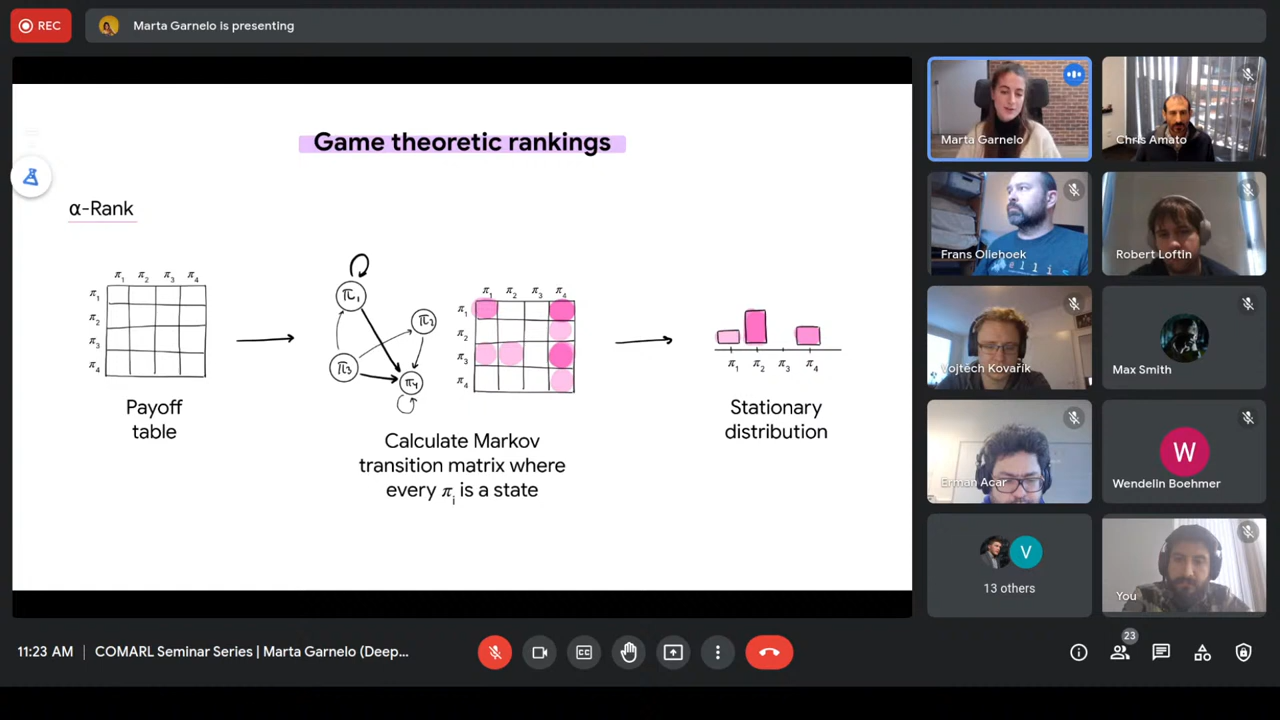 REC
Marta Garnelo is presenting
Game theoretic rankings
α-Rank
π1 π2 π3 π4
π1
π2
π3
π4
Payoff
table
π1
π2
π3
π4
Calculate Markov
transition matrix where
every πi is a state
π1 π2 π3 π4
π1
π2
π3
π4
π1 π2 π3 π4
Stationary
distribution
Marta Garnelo
Chris Amato
Frans Oliehoek
Robert Loftin
Vojtěch Kovařík
Max Smith
Erman Acar
W
Wendelin Boehmer
V
13 others
You
11:23 AM | COMARL Seminar Series | Marta Garnelo (Deep...
CC
23